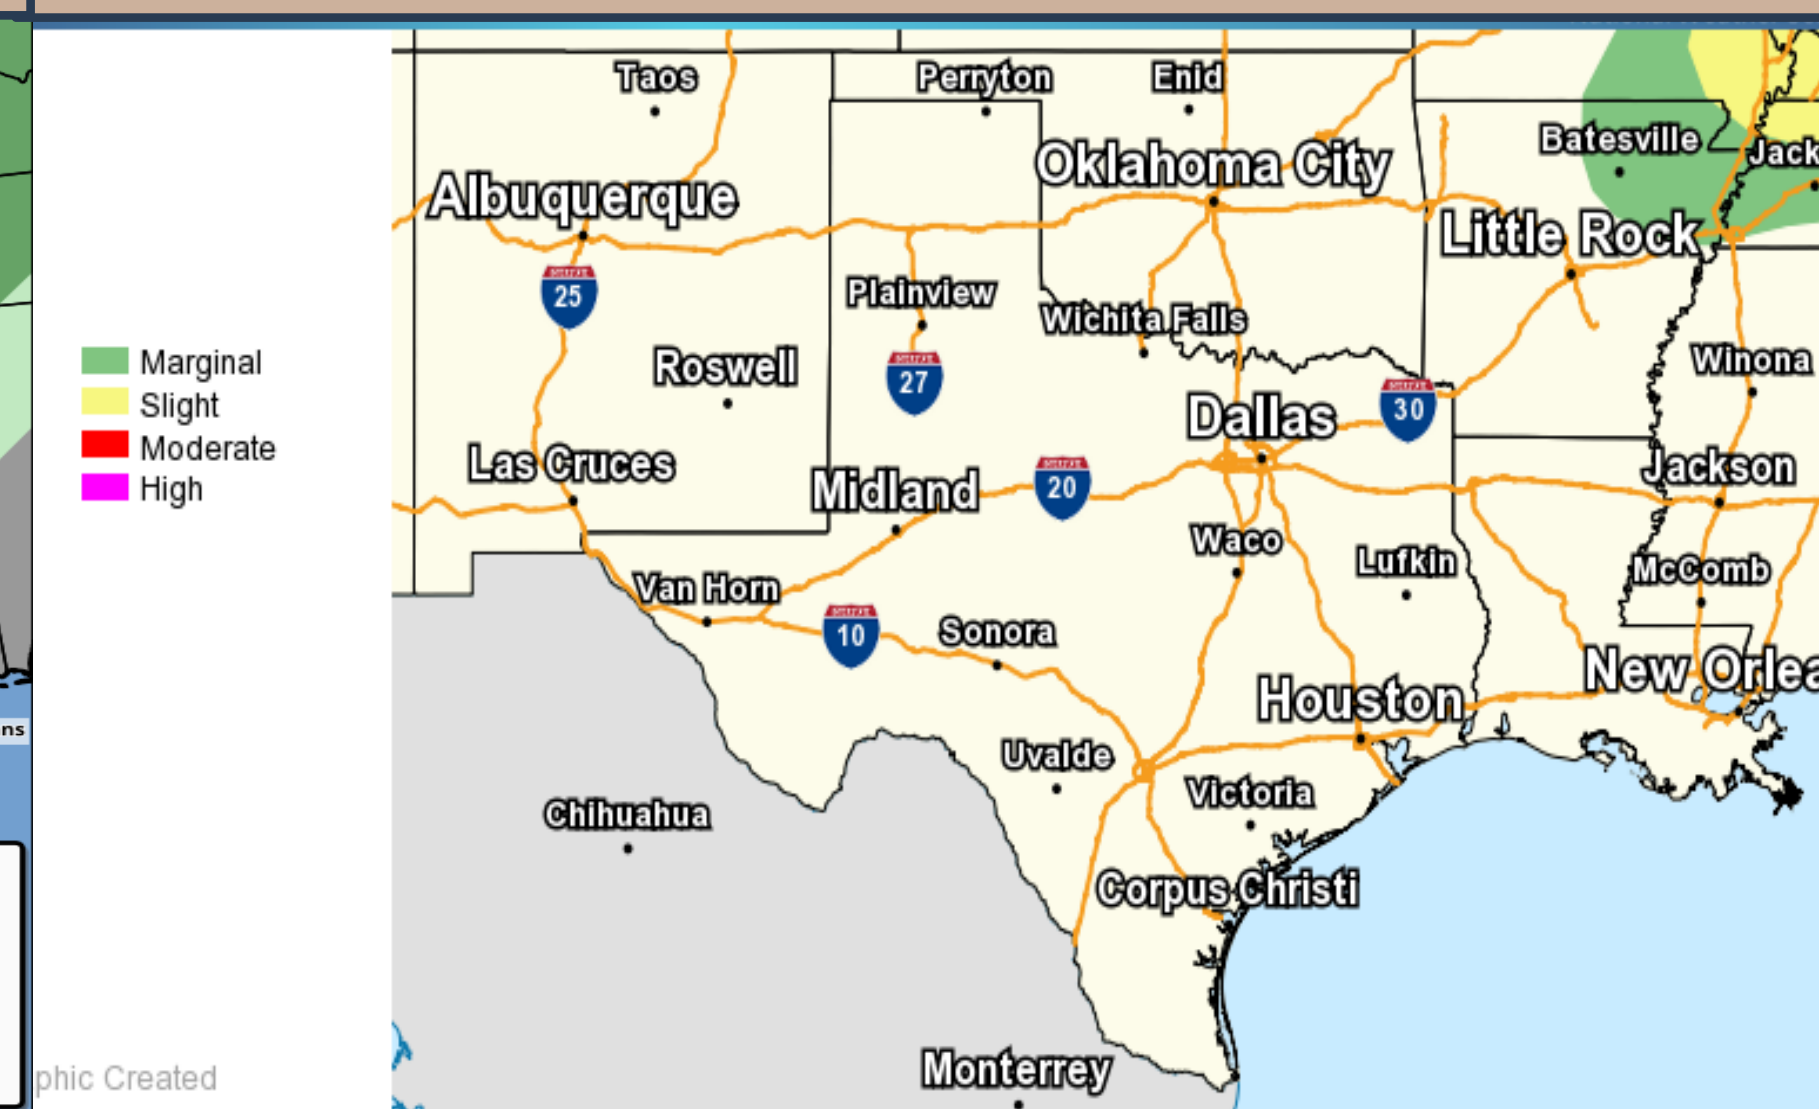 Taos
Perryton
Enid
Batesville
Jack
Oklahoma City
Albuquerque
Little Rock
25
Plainview
Wichita Falls
Roswell
27
Winona
Marginal
Slight
Moderate
High
30
Dallas
Las Cruces
Midland
20
Jackson
Waco
Lufkin
McComb
Van Horn
10
Sonora
New Orlea
Houston
ns
Uvalde
Victoria
Chihuahua
Corpus Christi
Monterrey
phic Created